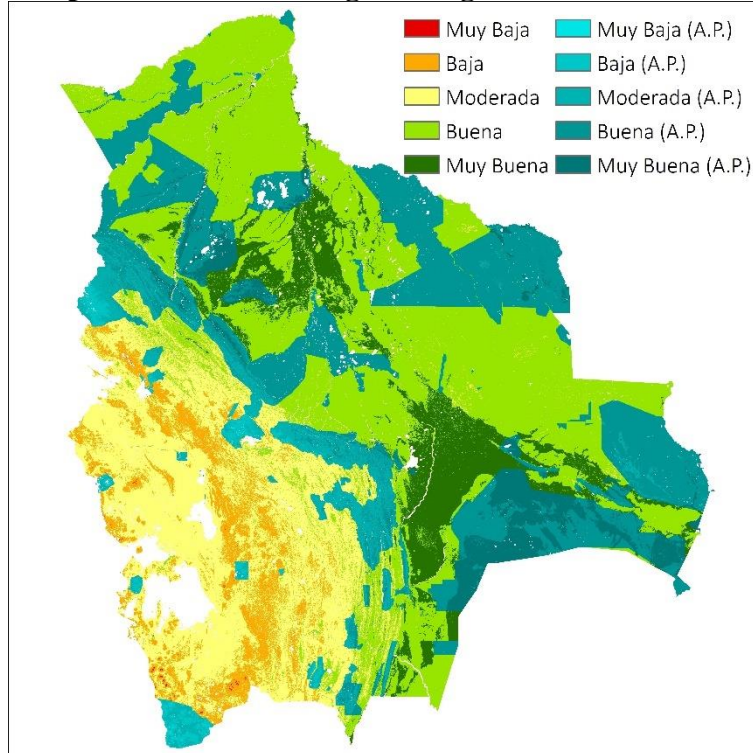 Muy Baja
Baja
Moderada
Buena
Muy Buena
Muy Baja (A.P.)
Baja (A.P.)
Moderada (A.P.)
Buena (A.P.)
Muy Buena (A.P.)